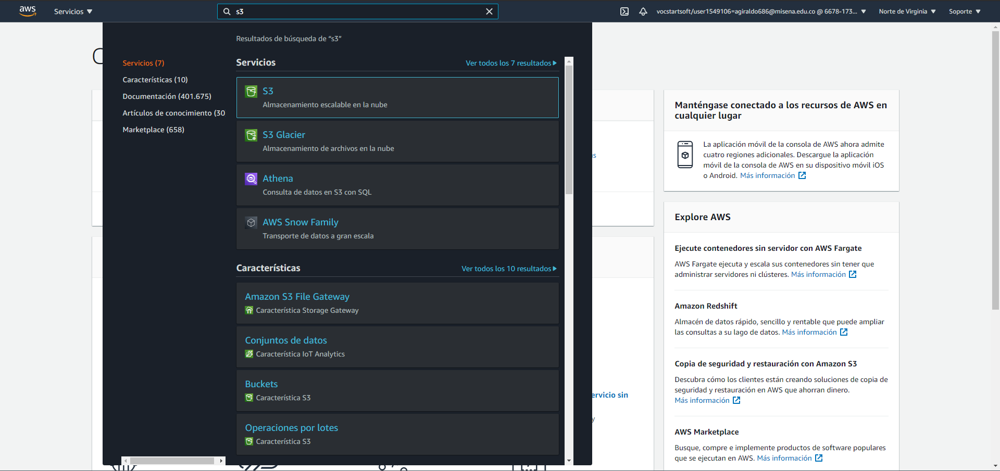 aws
Servicios
s3
vocstartsoft/user1549106=agiraldo686@misena.edu.co @ 6678-173...
Norte de Virginia
Soporte
Resultados de búsqueda de “s3”
Servicios (7)
Características (10)
Documentación (401.675)
Artículos de conocimiento (30
Marketplace (658)
Servicios
Ver todos los 7 resultados
S3
Almacenamiento escalable en la nube
S3 Glacier
Almacenamiento de archivos en la nube
Athena
Consulta de datos en S3 con SQL
AWS Snow Family
Transporte de datos a gran escala
Características
Ver todos los 10 resultados
Amazon S3 File Gateway
Característica Storage Gateway
Conjuntos de datos
Característica IoT Analytics
Buckets
Característica S3
Operaciones por lotes
Característica S3
ervicio sin
y
Manténgase conectado a los recursos de AWS en
cualquier lugar
La aplicación móvil de la consola de AWS ahora admite
cuatro regiones adicionales. Descargue la aplicación
móvil de la consola de AWS en su dispositivo móvil iOS
o Android. Más información
Explore AWS
Ejecute contenedores sin servidor con AWS Fargate
AWS Fargate ejecuta y escala sus contenedores sin tener que
administrar servidores ni clústeres. Más información
Amazon Redshift
Almacén de datos rápido, sencillo y rentable que puede ampliar
las consultas a su lago de datos. Más información
Copia de seguridad y restauración con Amazon S3
Descubra cómo los clientes están creando soluciones de copia de
seguridad y restauración en AWS que ahorran dinero.
Más información
AWS Marketplace
Busque, compre e implemente productos de software populares
que se ejecutan en AWS. Más información